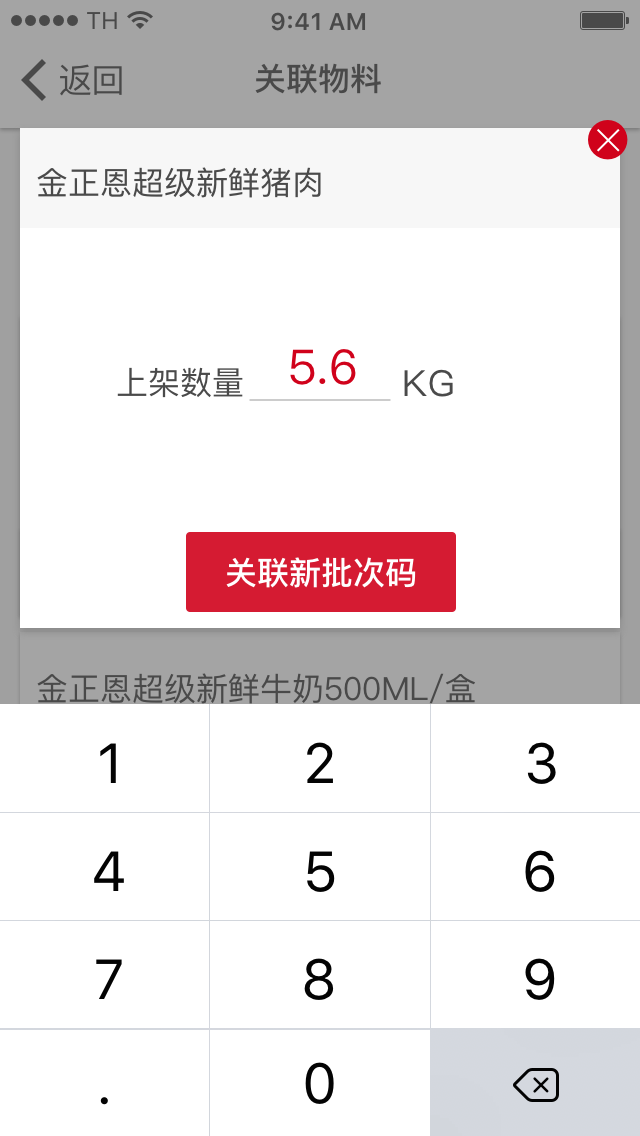 TH 9:41 AM
返回 关联物料
金正恩超级新鲜猪肉
上架数量 5.6 KG
关联新批次码
金正恩超级新鲜牛奶500ML/盒
1 2 3
4 5 6
7 8 9
. 0